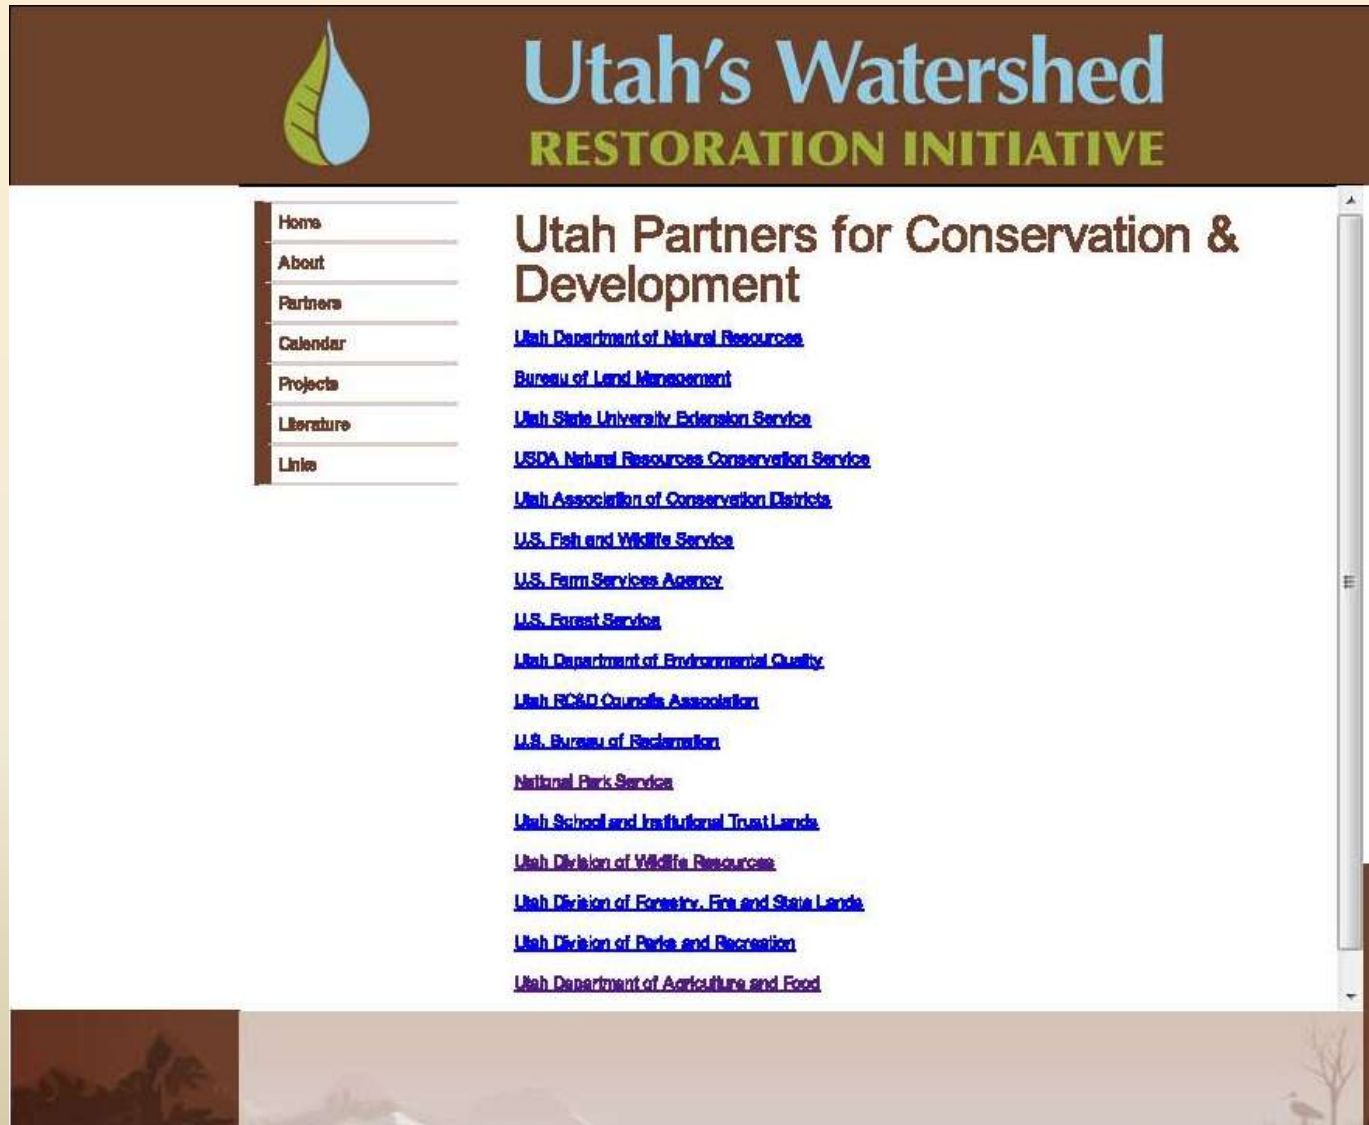 Utah's Watershed
RESTORATION INITIATIVE
Home
About
Partners
Calendar
Projects
Literature
Links
Utah Partners for Conservation &
Development
Utah Department of Natural Resources
Bureau of Land Management
Utah State University Extension Service
USDA Natural Resources Conservation Service
Utah Association of Conservation Districts
U.S. Fish and Wildlife Service
U.S. Farm Services Agency
U.S. Forest Service
Utah Department of Environmental Quality
Utah RC&D Councils Association
U.S. Bureau of Reclamation
National Park Service
Utah School and Institutional Trust Lands
Utah Division of Wildlife Resources
Utah Division of Forestry, Fire and State Lands
Utah Division of Parks and Recreation
Utah Department of Agriculture and Food